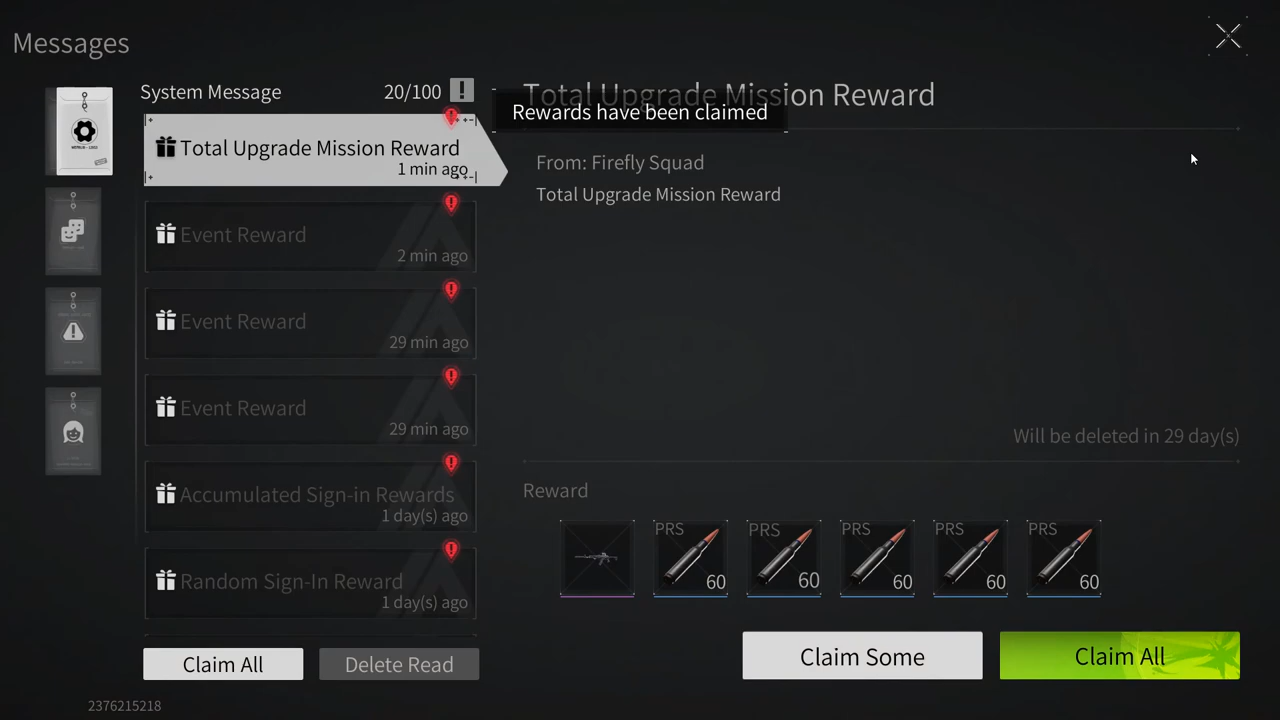 Messages
System Message 20/100
Total Upgrade Mission Reward
1 min ago
Event Reward
2 min ago
Event Reward
29 min ago
Event Reward
29 min ago
Accumulated Sign-in Rewards
1 day(s) ago
Random Sign-In Reward
1 day(s) ago
Claim All Delete Read
2376215218
Total Upgrade Mission Reward
Rewards have been claimed
From: Firefly Squad
Total Upgrade Mission Reward
Will be deleted in 29 day(s)
Reward
PRS PRS PRS PRS PRS
60 60 60 60 60
Claim Some Claim All